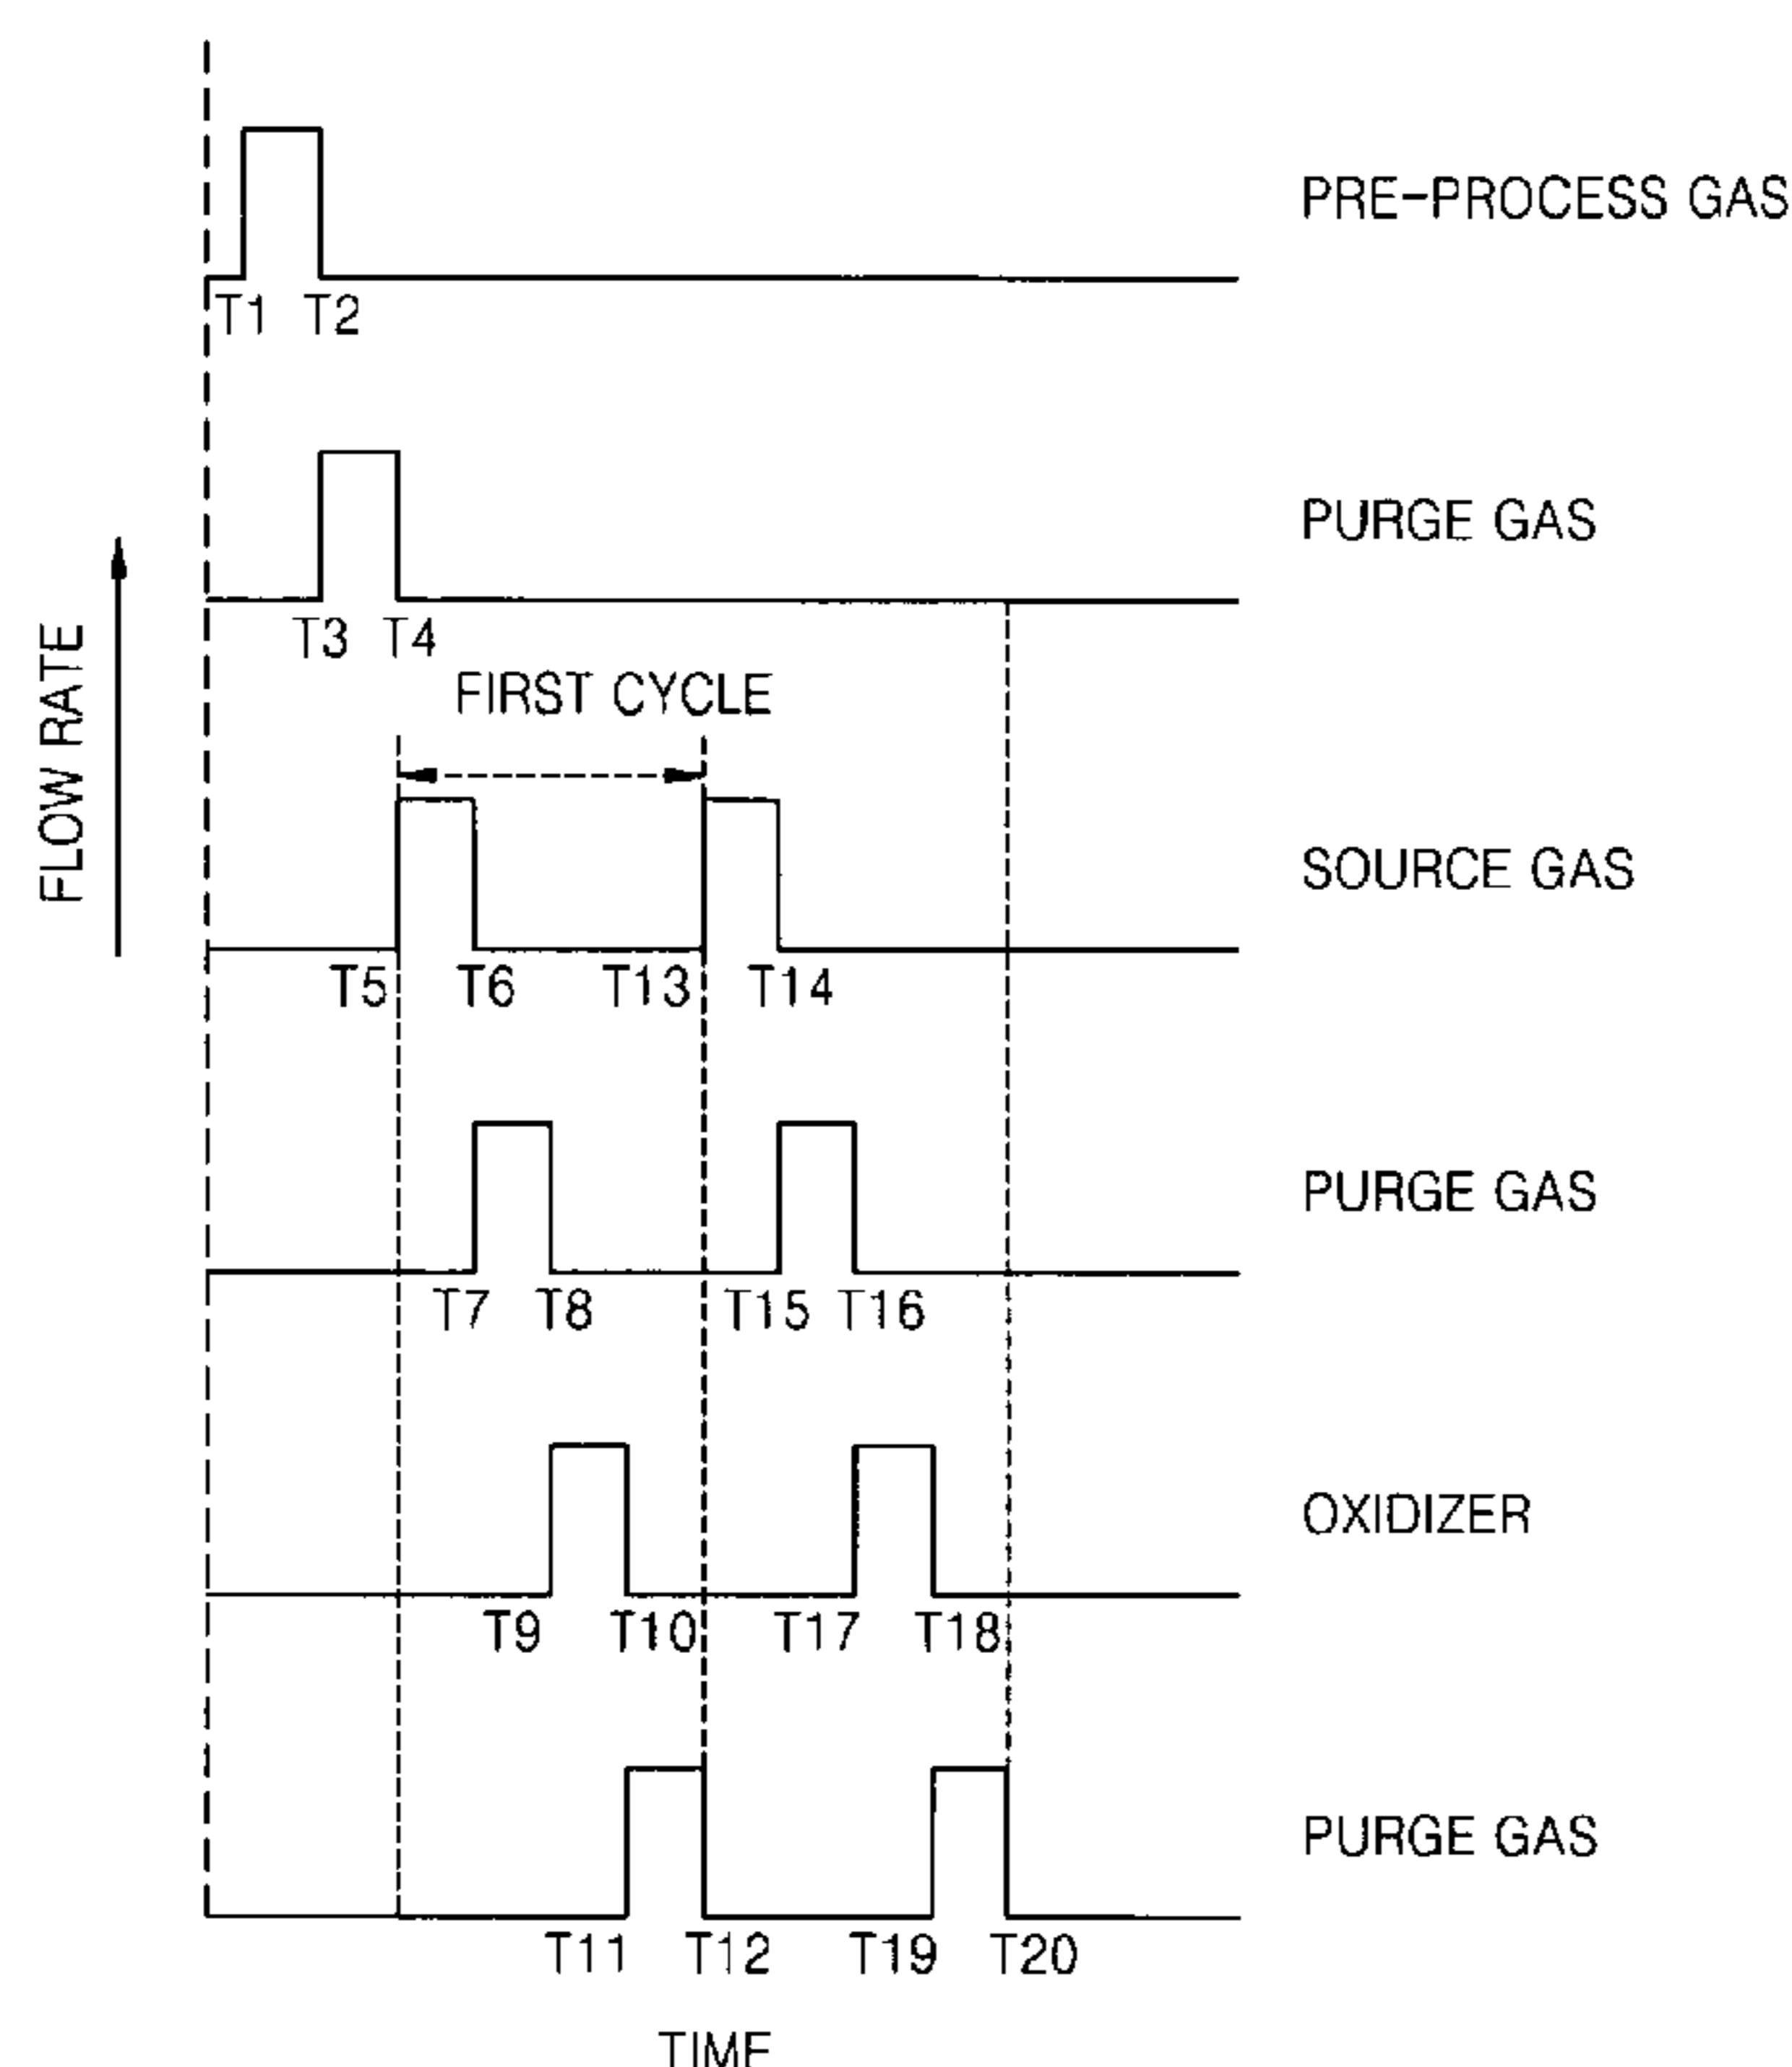 PRE-PROCESS GAS
T1 T2
PURGE GAS
T3 T4
FLOW RATE
FIRST CYCLE
SOURCE GAS
T5 T6 T13 T14
PURGE GAS
T7 T8 T15 T16
OXIDIZER
T9 T10 T17 T18
PURGE GAS
T11 T12 T19 T20
TIME